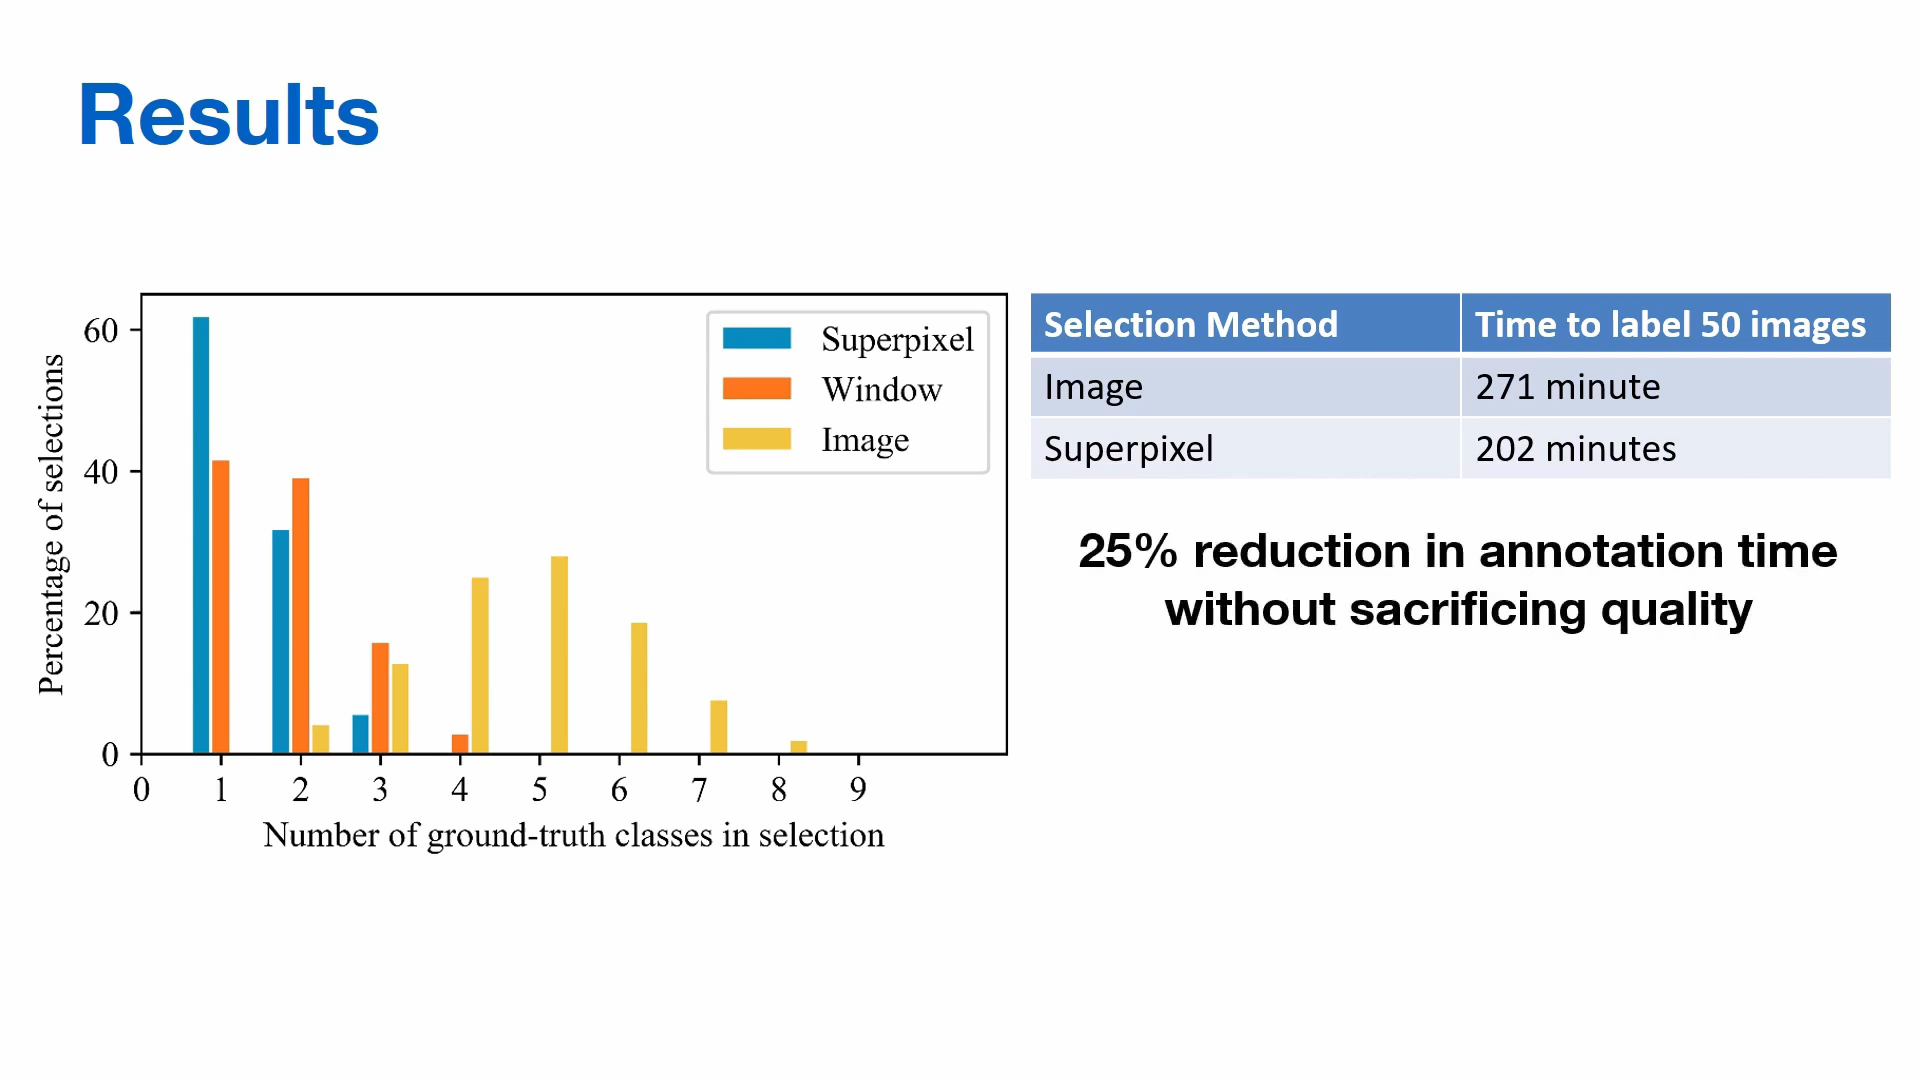 Results
60
40
20
0
Percentage of selections
0 1 2 3 4 5 6 7 8 9
Number of ground-truth classes in selection
Superpixel
Window
Image
Selection Method Time to label 50 images
Image 271 minute
Superpixel 202 minutes
25% reduction in annotation time
without sacrificing quality